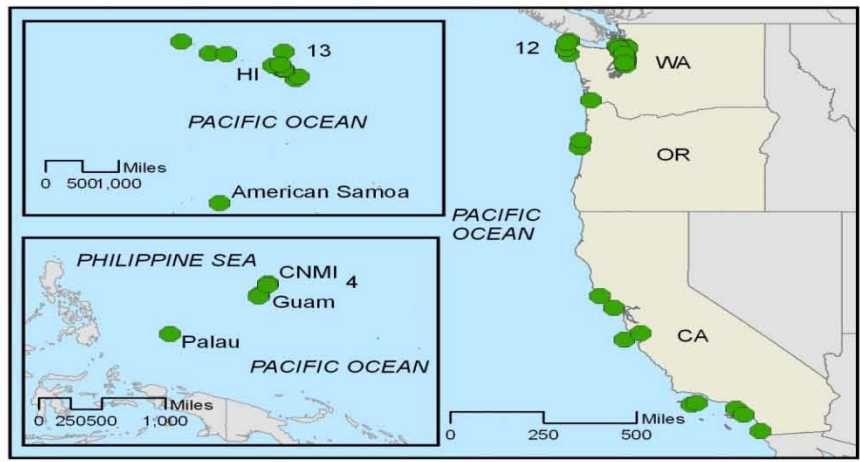 13
HI
PACIFIC OCEAN
Miles
0 5001,000
American Samoa
PHILIPPINE SEA
CNMI
4
Guam
Palau
PACIFIC OCEAN
Miles
0 250500 1,000
12
WA
OR
PACIFIC
OCEAN
CA
Miles
0 250 500